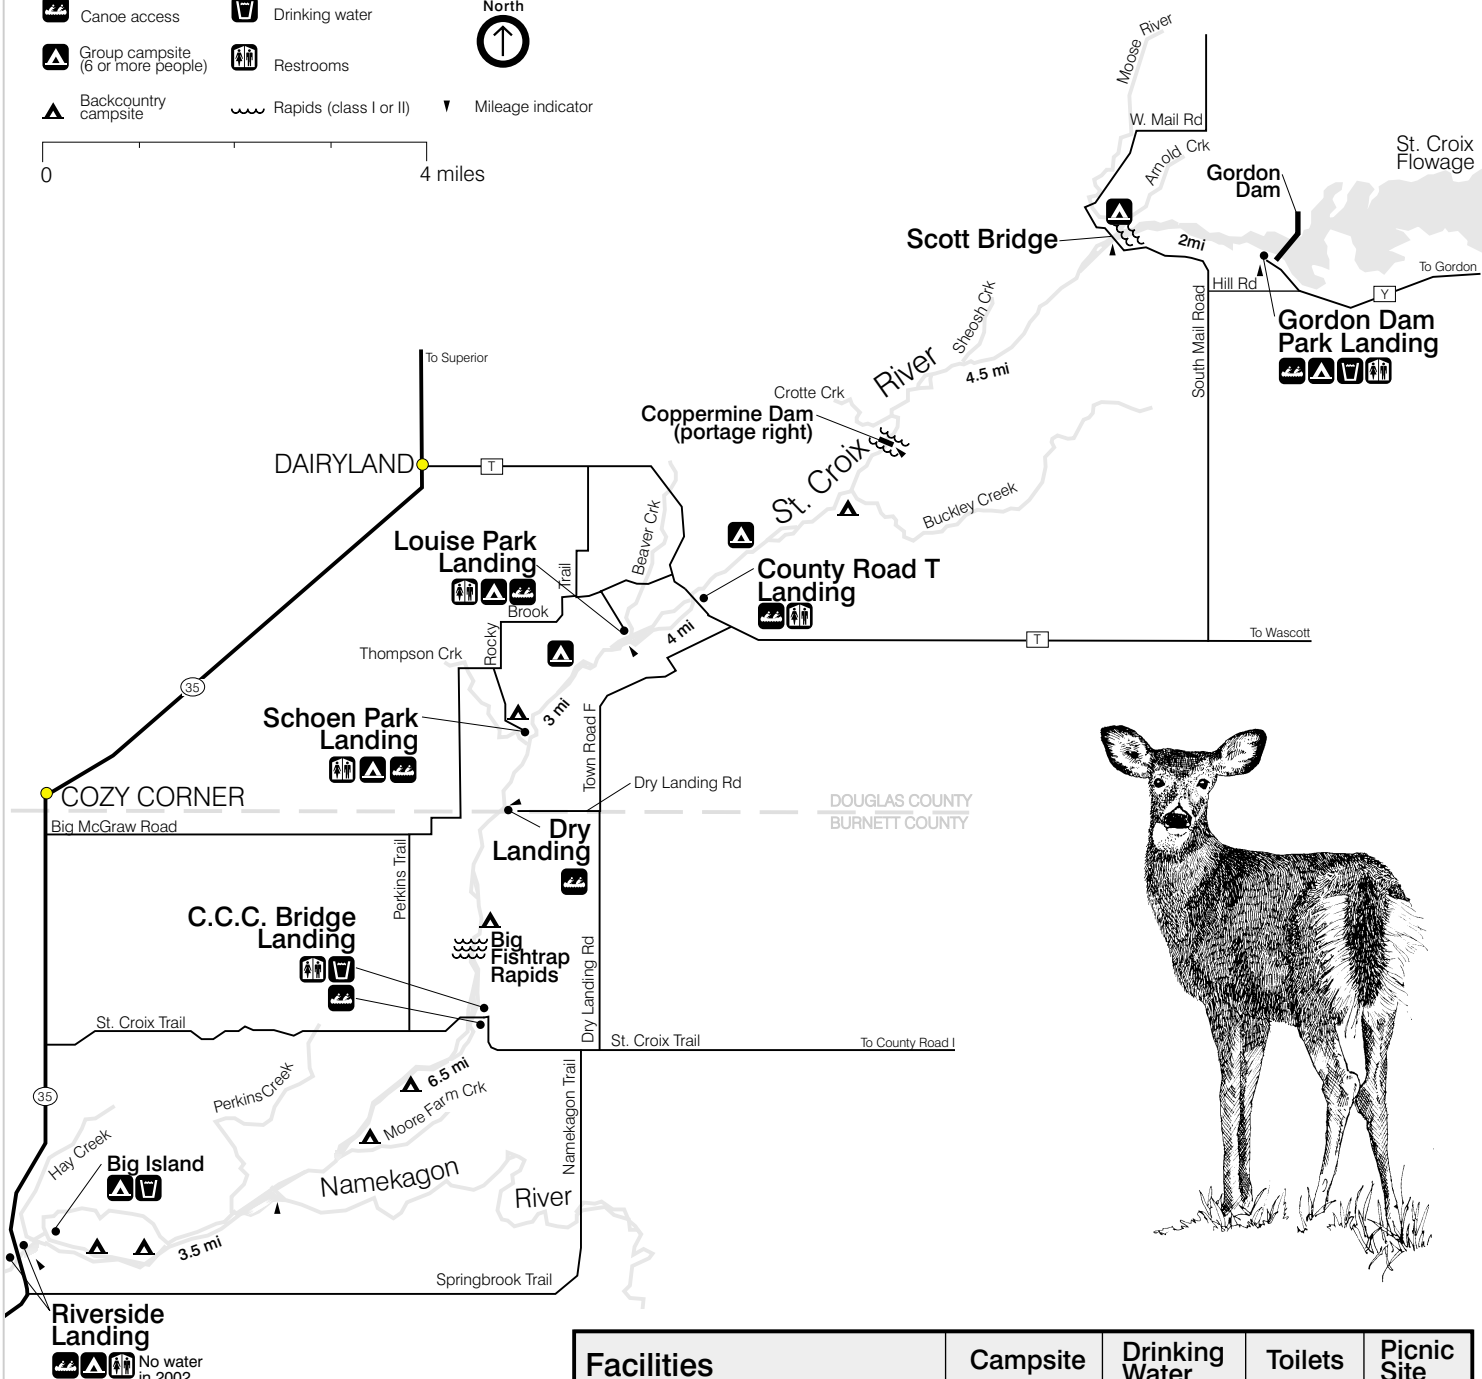 Canoe access
Drinking water
North
Group campsite
(6 or more people)
Restrooms
Backcountry
campsite
Rapids (class I or II)
Mileage indicator
0
4 miles
Moose River
W. Mail Rd
Arnold Crk
St. Croix
Flowage
Gordon
Dam
Scott Bridge
2mi
To Gordon
Hill Rd
Y
South Mail Road
Gordon Dam
Park Landing
Sheosh Crk
4.5 mi
St. Croix River
Crotte Crk
Coppermine Dam
(portage right)
To Superior
DAIRYLAND
T
Buckley Creek
Beaver Crk
Louise Park
Landing
Rocky Brook Trail
County Road T
Landing
4 mi
T
To Wascott
Thompson Crk
35
3 mi
Schoen Park
Landing
Town Road F
Dry Landing Rd
COZY CORNER
DOUGLAS COUNTY
BURNETT COUNTY
Big McGraw Road
Dry
Landing
Perkins Trail
C.C.C. Bridge
Landing
Big
Fishtrap
Rapids
Dry Landing Rd
St. Croix Trail
St. Croix Trail
To County Road I
35
Perkins Creek
6.5 mi
Moore Farm Crk
Namekagon Trail
Hay Creek
Big Island
Namekagon River
3.5 mi
Springbrook Trail
Riverside
Landing
No water
in 2002
Facilities
Campsite
Drinking
Water
Toilets
Picnic
Site